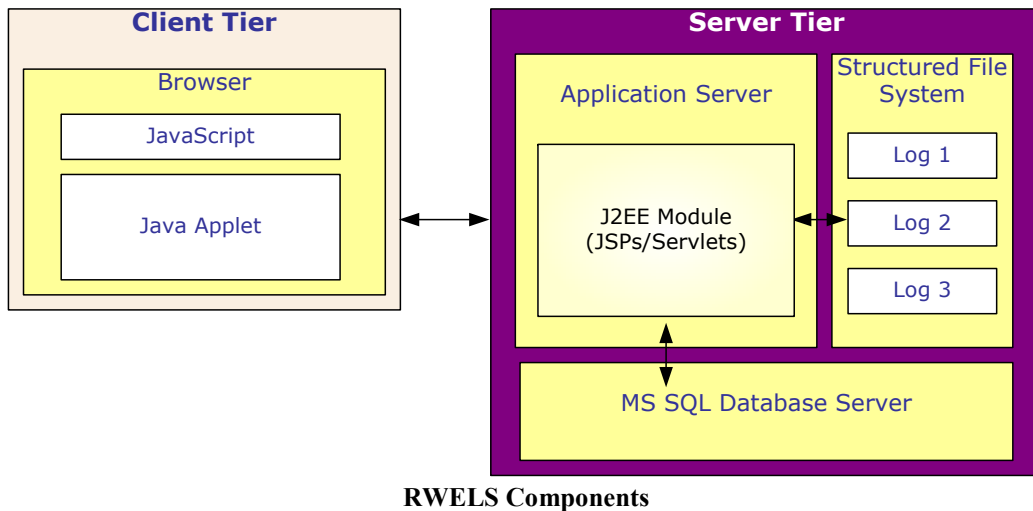 Client Tier
Browser
JavaScript
Java Applet
Server Tier
Application Server
J2EE Module
(JSPs/Servlets)
Structured File
System
Log 1
Log 2
Log 3
MS SQL Database Server
RWELS Components